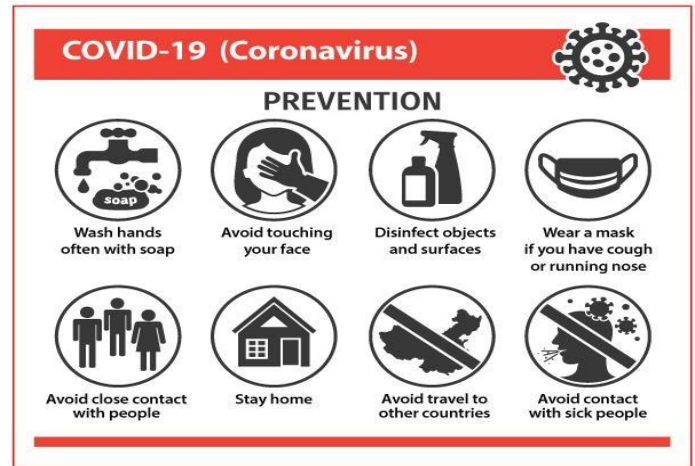 COVID-19 (Coronavirus)
PREVENTION
soap
Wash hands
often with soap
Avoid touching
your face
Disinfect objects
and surfaces
Wear a mask
if you have cough
or running nose
Avoid close contact
with people
Stay home
Avoid travel to
other countries
Avoid contact
with sick people